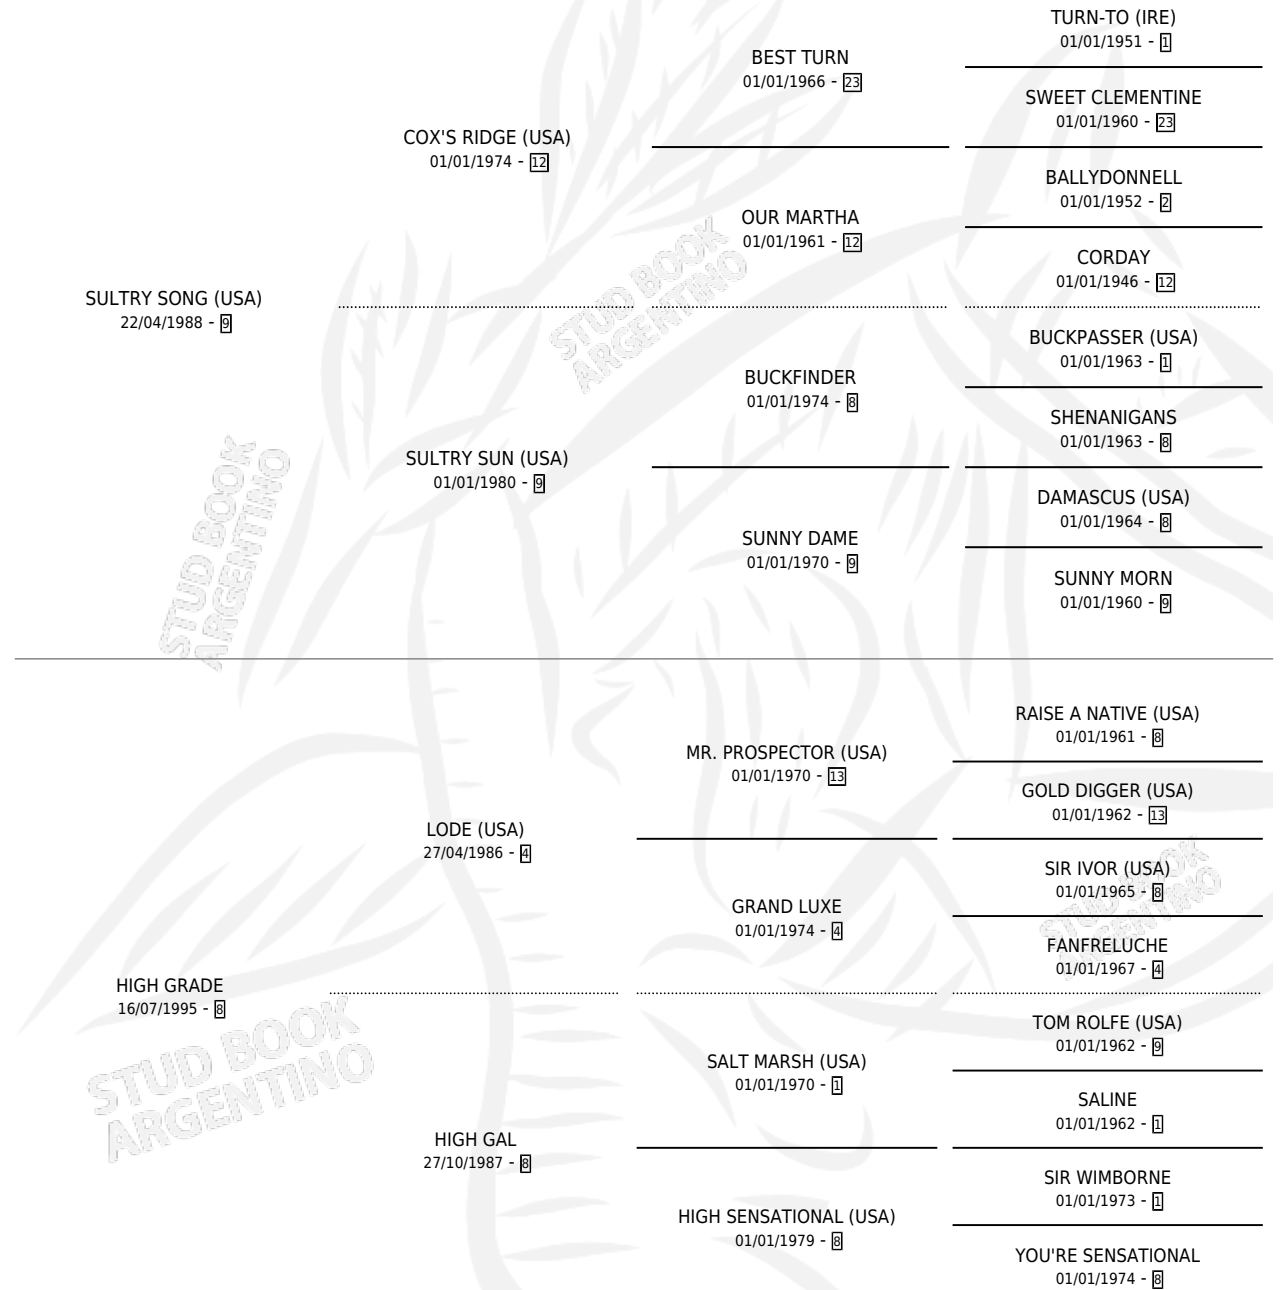 TURN-TO (IRE)
01/01/1951 - 1
BEST TURN
01/01/1966 - 23
SWEET CLEMENTINE
01/01/1960 - 23
COX'S RIDGE (USA)
01/01/1974 - 12
BALLYDONNELL
01/01/1952 - 2
OUR MARTHA
01/01/1961 - 12
CORDAY
01/01/1946 - 12
SULTRY SONG (USA)
22/04/1988 - 9
BUCKPASSER (USA)
01/01/1963 - 1
BUCKFINDER
01/01/1974 - 8
SHENANIGANS
01/01/1963 - 8
SULTRY SUN (USA)
01/01/1980 - 9
DAMASCUS (USA)
01/01/1964 - 8
SUNNY DAME
01/01/1970 - 9
SUNNY MORN
01/01/1960 - 9
STUD BOOK
ARGENTINO
STUD BOOK
ARGENTINO
RAISE A NATIVE (USA)
01/01/1961 - 8
MR. PROSPECTOR (USA)
01/01/1970 - 13
GOLD DIGGER (USA)
01/01/1962 - 13
LODE (USA)
27/04/1986 - 4
SIR IVOR (USA)
01/01/1965 - 8
GRAND LUXE
01/01/1974 - 4
FANFRELUCHE
01/01/1967 - 4
HIGH GRADE
16/07/1995 - 8
TOM ROLFE (USA)
01/01/1962 - 9
SALT MARSH (USA)
01/01/1970 - 1
SALINE
01/01/1962 - 1
HIGH GAL
27/10/1987 - 8
SIR WIMBORNE
01/01/1973 - 1
HIGH SENSATIONAL (USA)
01/01/1979 - 8
YOU'RE SENSATIONAL
01/01/1974 - 8
STUD BOOK
ARGENTINO
STUD BOOK
ARGENTINO